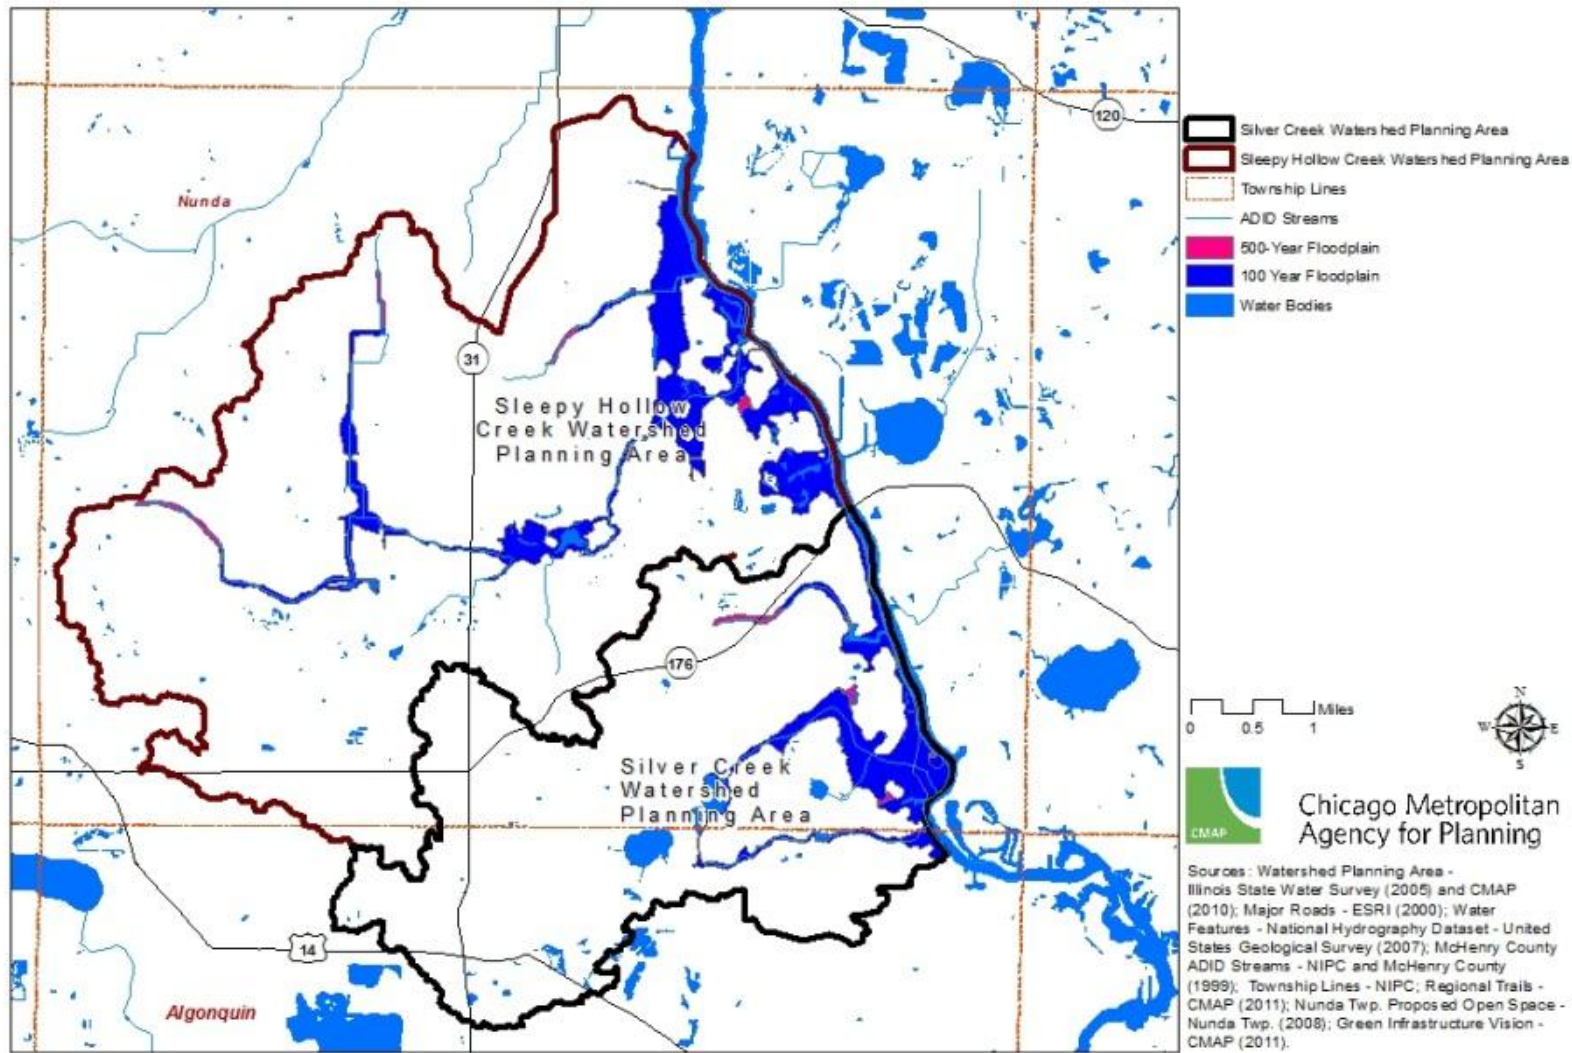 120
Nunda
31
Sleepy Hollow
Creek Watershed
Planning Area
176
Silver Creek
Watershed
Planning Area
14
Algonquin
Silver Creek Watershed Planning Area
Sleepy Hollow Creek Watershed Planning Area
Township Lines
ADID Streams
500-Year Floodplain
100 Year Floodplain
Water Bodies
Miles
0 0.5 1
N
W E
S
CMAP
Chicago Metropolitan
Agency for Planning
Sources: Watershed Planning Area -
Illinois State Water Survey (2005) and CMAP
(2010); Major Roads - ESRI (2000); Water
Features - National Hydrography Dataset - United
States Geological Survey (2007); McHenry County
ADID Streams - NIPC and McHenry County
(1999); Township Lines - NIPC; Regional Trails -
CMAP (2011); Nunda Twp. Proposed Open Space -
Nunda Twp. (2008); Green Infrastructure Vision -
CMAP (2011).